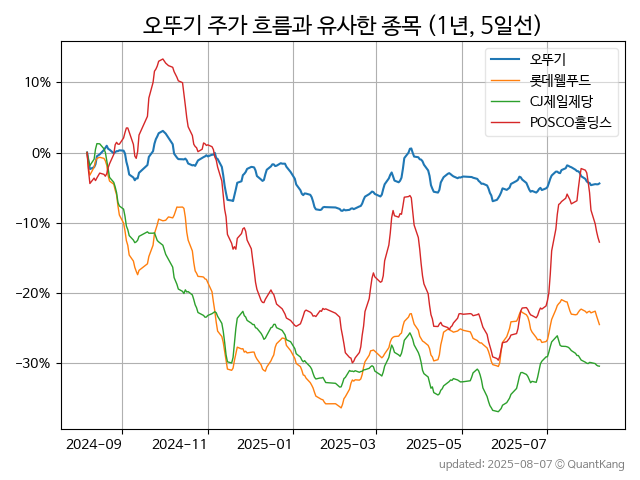 오뚜기 주가 흐름과 유사한 종목 (1년, 5일선)
오뚜기
롯데웰푸드
CJ제일제당
POSCO홀딩스
10%
0%
−10%
−20%
−30%
2024-09
2024-11
2025-01
2025-03
2025-05
2025-07
updated: 2025-08-07 © QuantKang